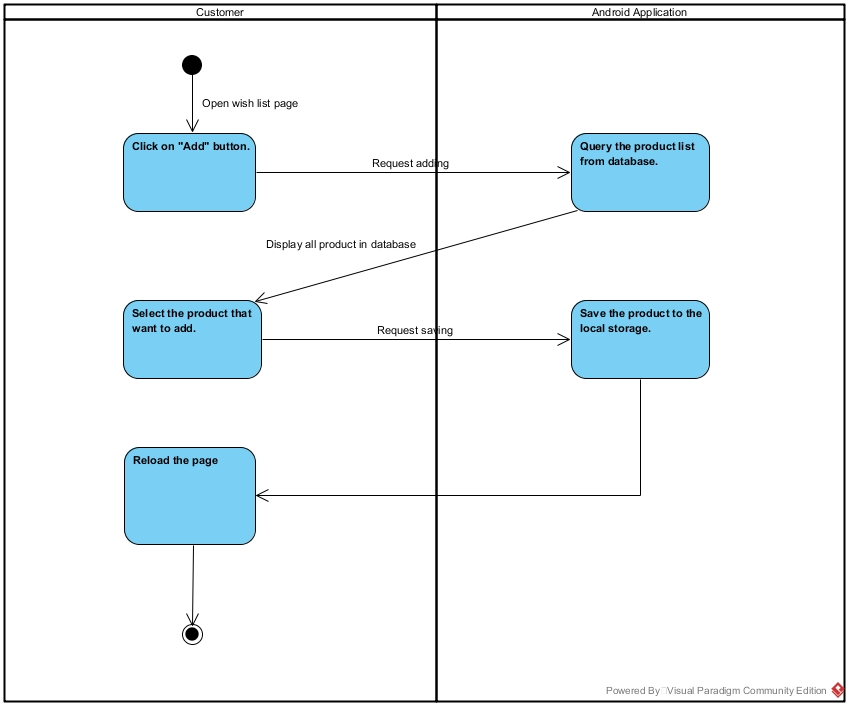 Customer
Android Application
Open wish list page
Click on "Add" button.
Request adding
Query the product list
from database.
Display all product in database
Select the product that
want to add.
Request saving
Save the product to the
local storage.
Reload the page
Powered By Visual Paradigm Community Edition